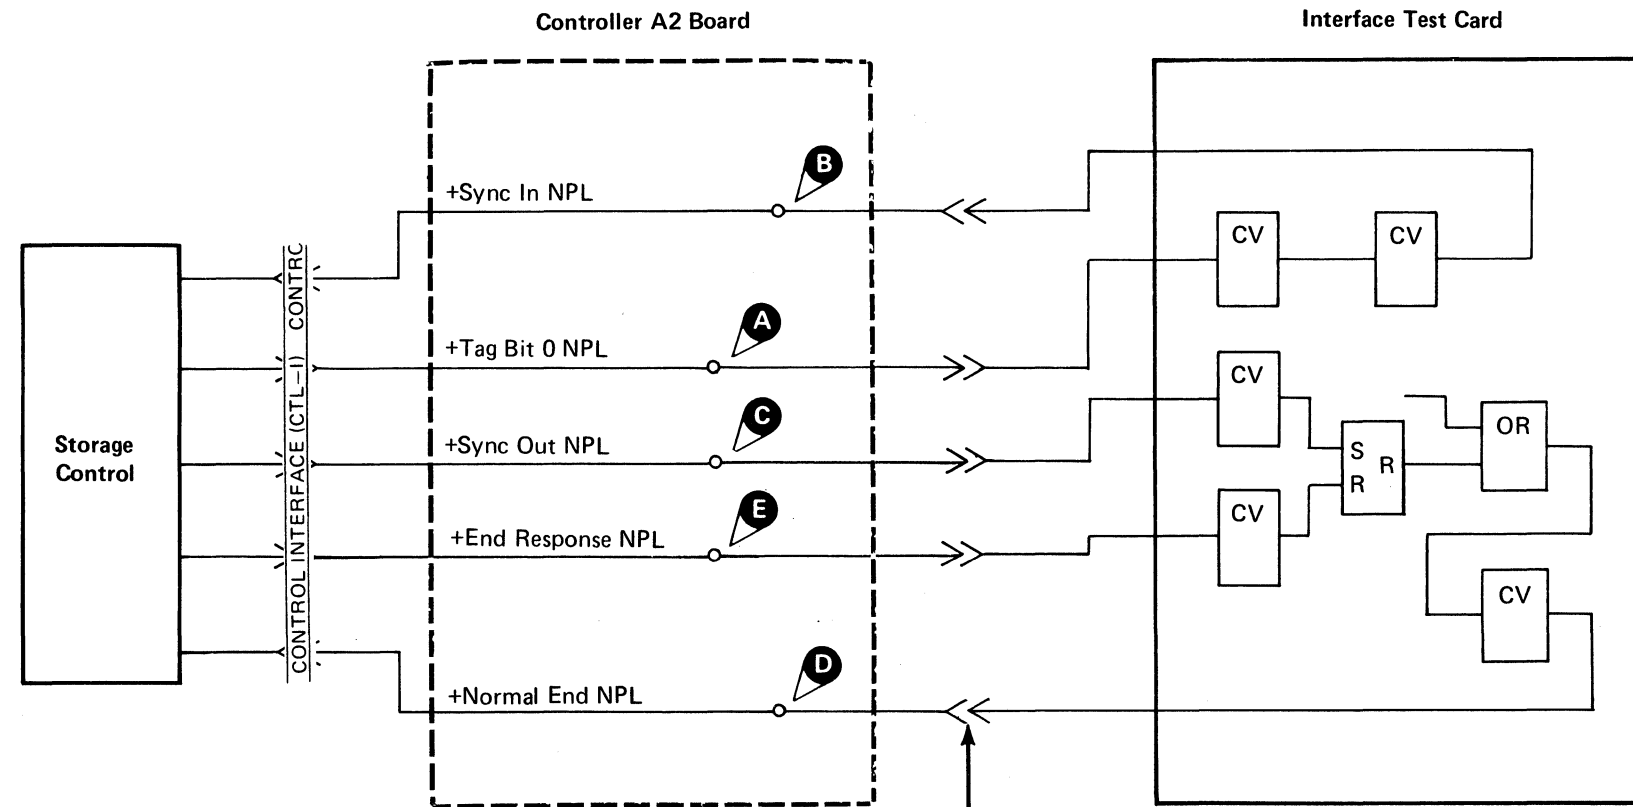 Controller A2 Board
Interface Test Card
B
+Sync In NPL
CV
CV
CONTROL INTERFACE (CTL-I) CONTRC
A
+Tag Bit 0 NPL
CV
C
+Sync Out NPL
OR
Storage
Control
S
R
R
E
+End Response NPL
CV
CV
D
+Normal End NPL